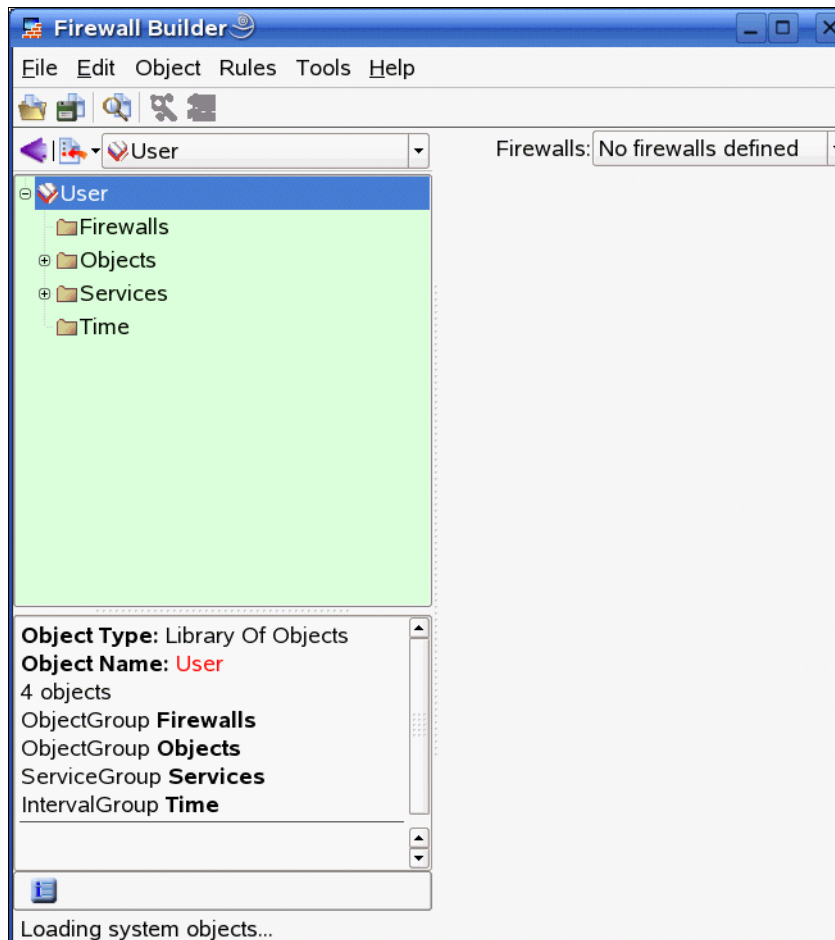 Firewall Builder
File Edit Object Rules Tools Help
User
Firewalls: No firewalls defined
User
Firewalls
Objects
Services
Time
Object Type: Library Of Objects
Object Name: User
4 objects
ObjectGroup Firewalls
ObjectGroup Objects
ServiceGroup Services
IntervalGroup Time
Loading system objects...